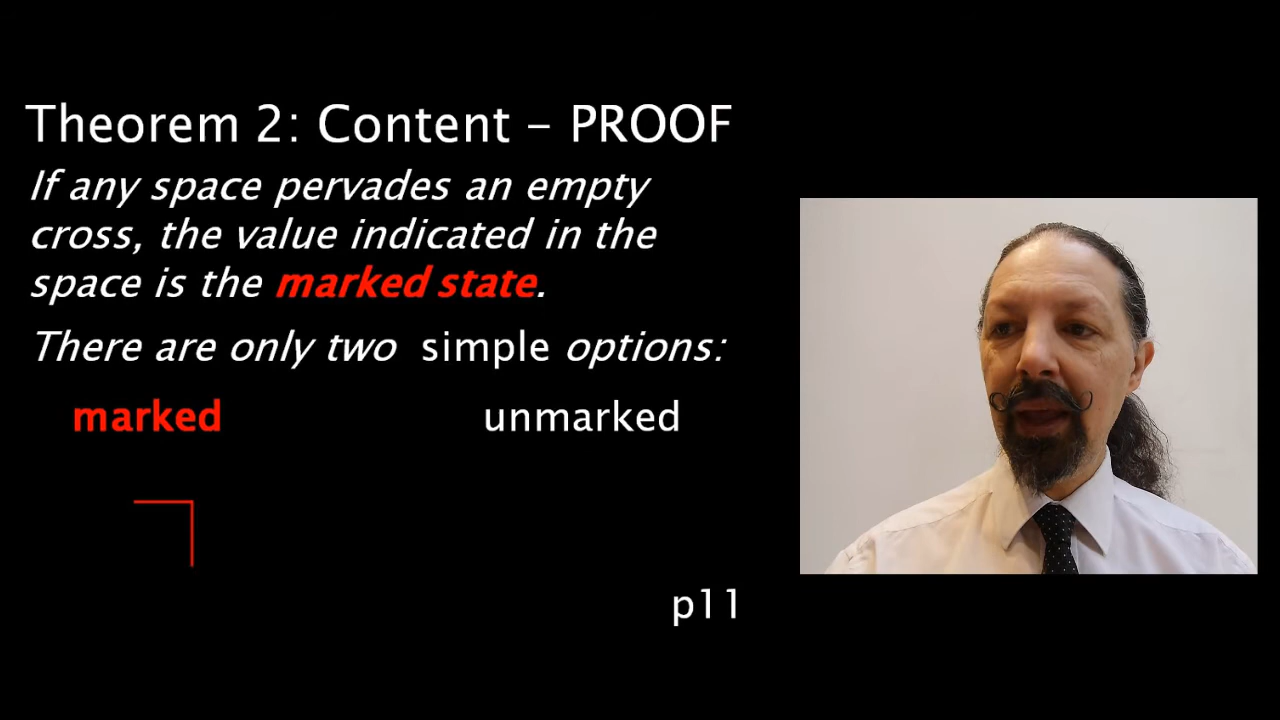 Theorem 2: Content – PROOF
If any space pervades an empty
cross, the value indicated in the
space is the marked state.
There are only two simple options:
marked unmarked
p11